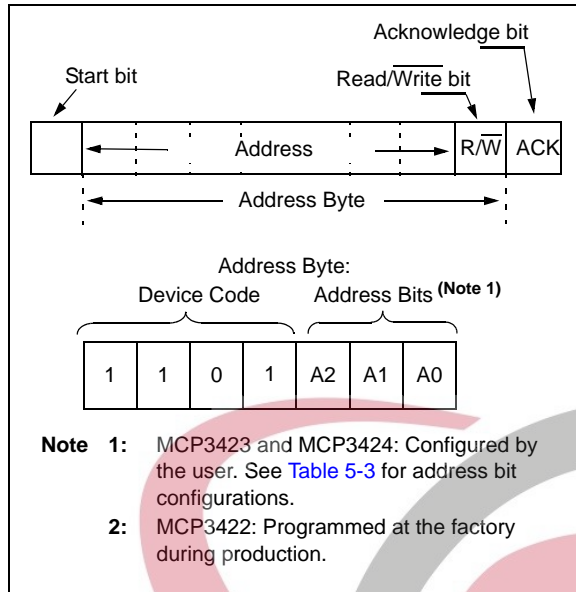 Acknowledge bit
Start bit
Read/Write bit
Address R/W ACK
Address Byte
Address Byte:
Device Code Address Bits (Note 1)
1 1 0 1 A2 A1 A0
Note 1: MCP3423 and MCP3424: Configured by
the user. See Table 5-3 for address bit
configurations.
2: MCP3422: Programmed at the factory
during production.